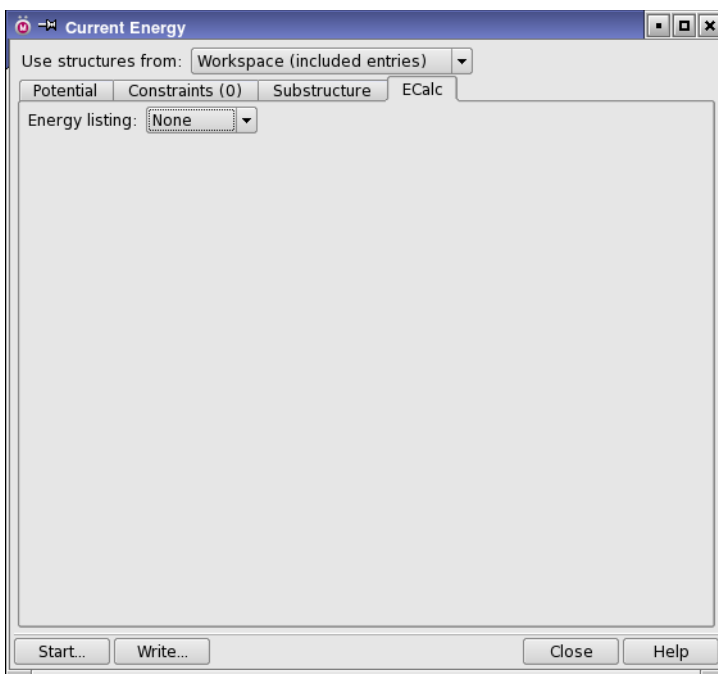 Current Energy
Use structures from: Workspace (included entries)
Potential Constraints (0) Substructure ECalc
Energy listing: None
Start... Write... Close Help